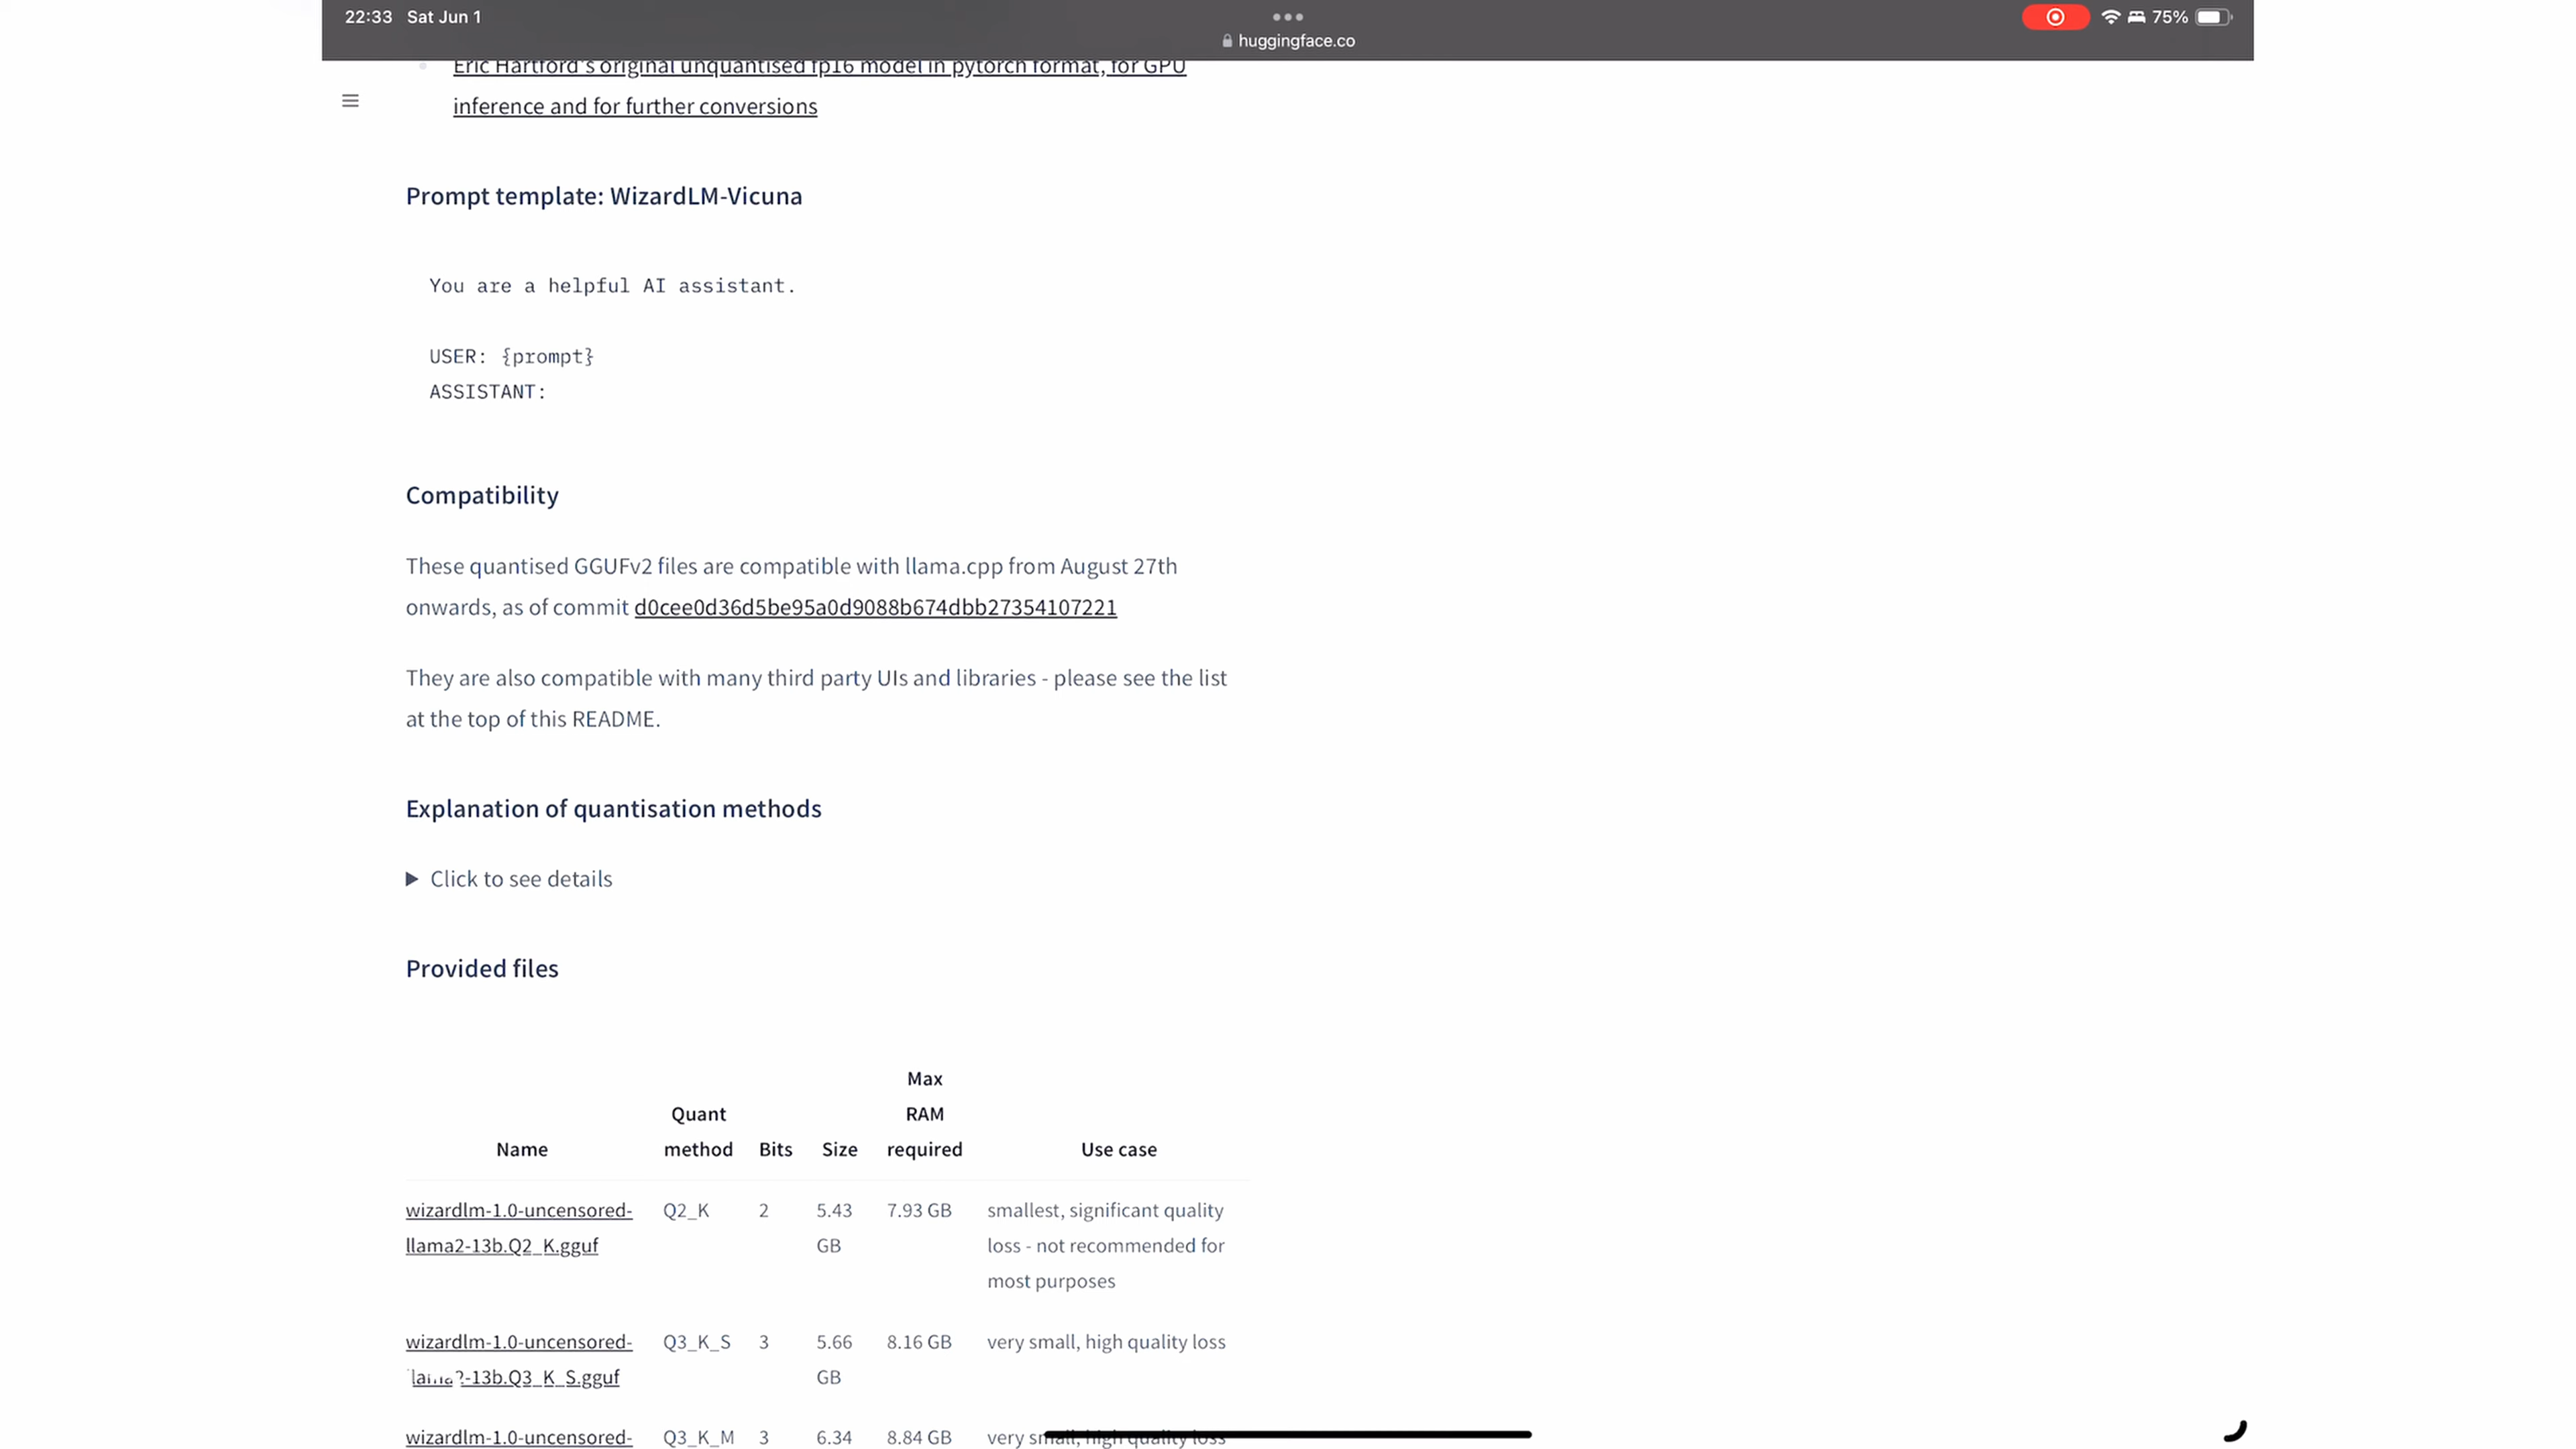 22:33 Sat Jun 1
75%
huggingface.co
Eric Hartford's original unquantised fp16 model in pytorch format, for GPU
inference and for further conversions
Prompt template: WizardLM-Vicuna
You are a helpful AI assistant.
USER: {prompt}
ASSISTANT:
Compatibility
These quantised GGUFv2 files are compatible with llama.cpp from August 27th
onwards, as of commit d0cee0d36d5be95a0d9088b674dbb27354107221
They are also compatible with many third party UIs and libraries - please see the list
at the top of this README.
Explanation of quantisation methods
Click to see details
Provided files
Max
Quant RAM
Name method Bits Size required Use case
wizardlm-1.0-uncensored- Q2_K 2 5.43 7.93 GB smallest, significant quality
llama2-13b.Q2_K.gguf GB loss - not recommended for
most purposes
wizardlm-1.0-uncensored- Q3_K_S 3 5.66 8.16 GB very small, high quality loss
llama2-13b.Q3_K_S.gguf GB
wizardlm-1.0-uncensored- Q3_K_M 3 6.34 8.84 GB very small, high quality loss